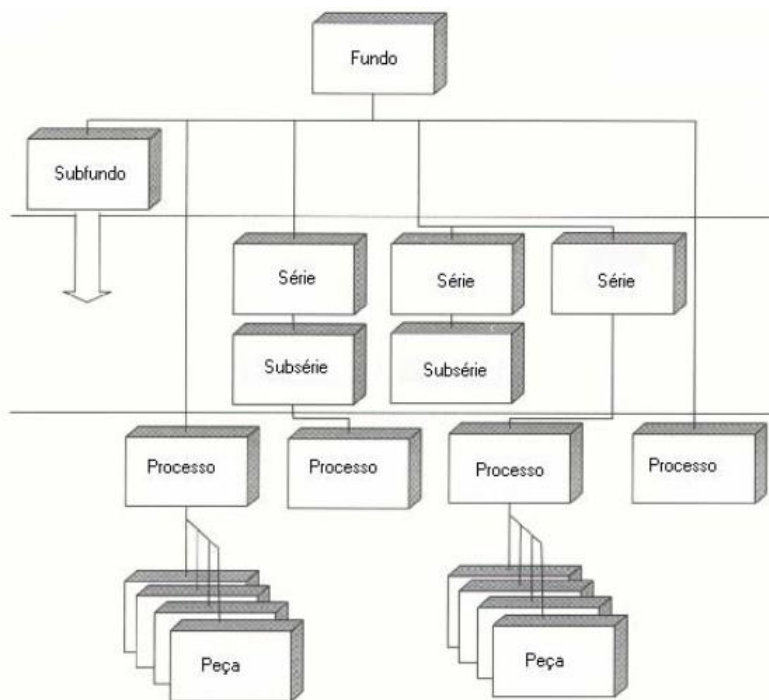 Fundo
Subfundo
Série
Série
Série
Subsérie
Subsérie
Processo
Processo
Processo
Processo
Peça
Peça